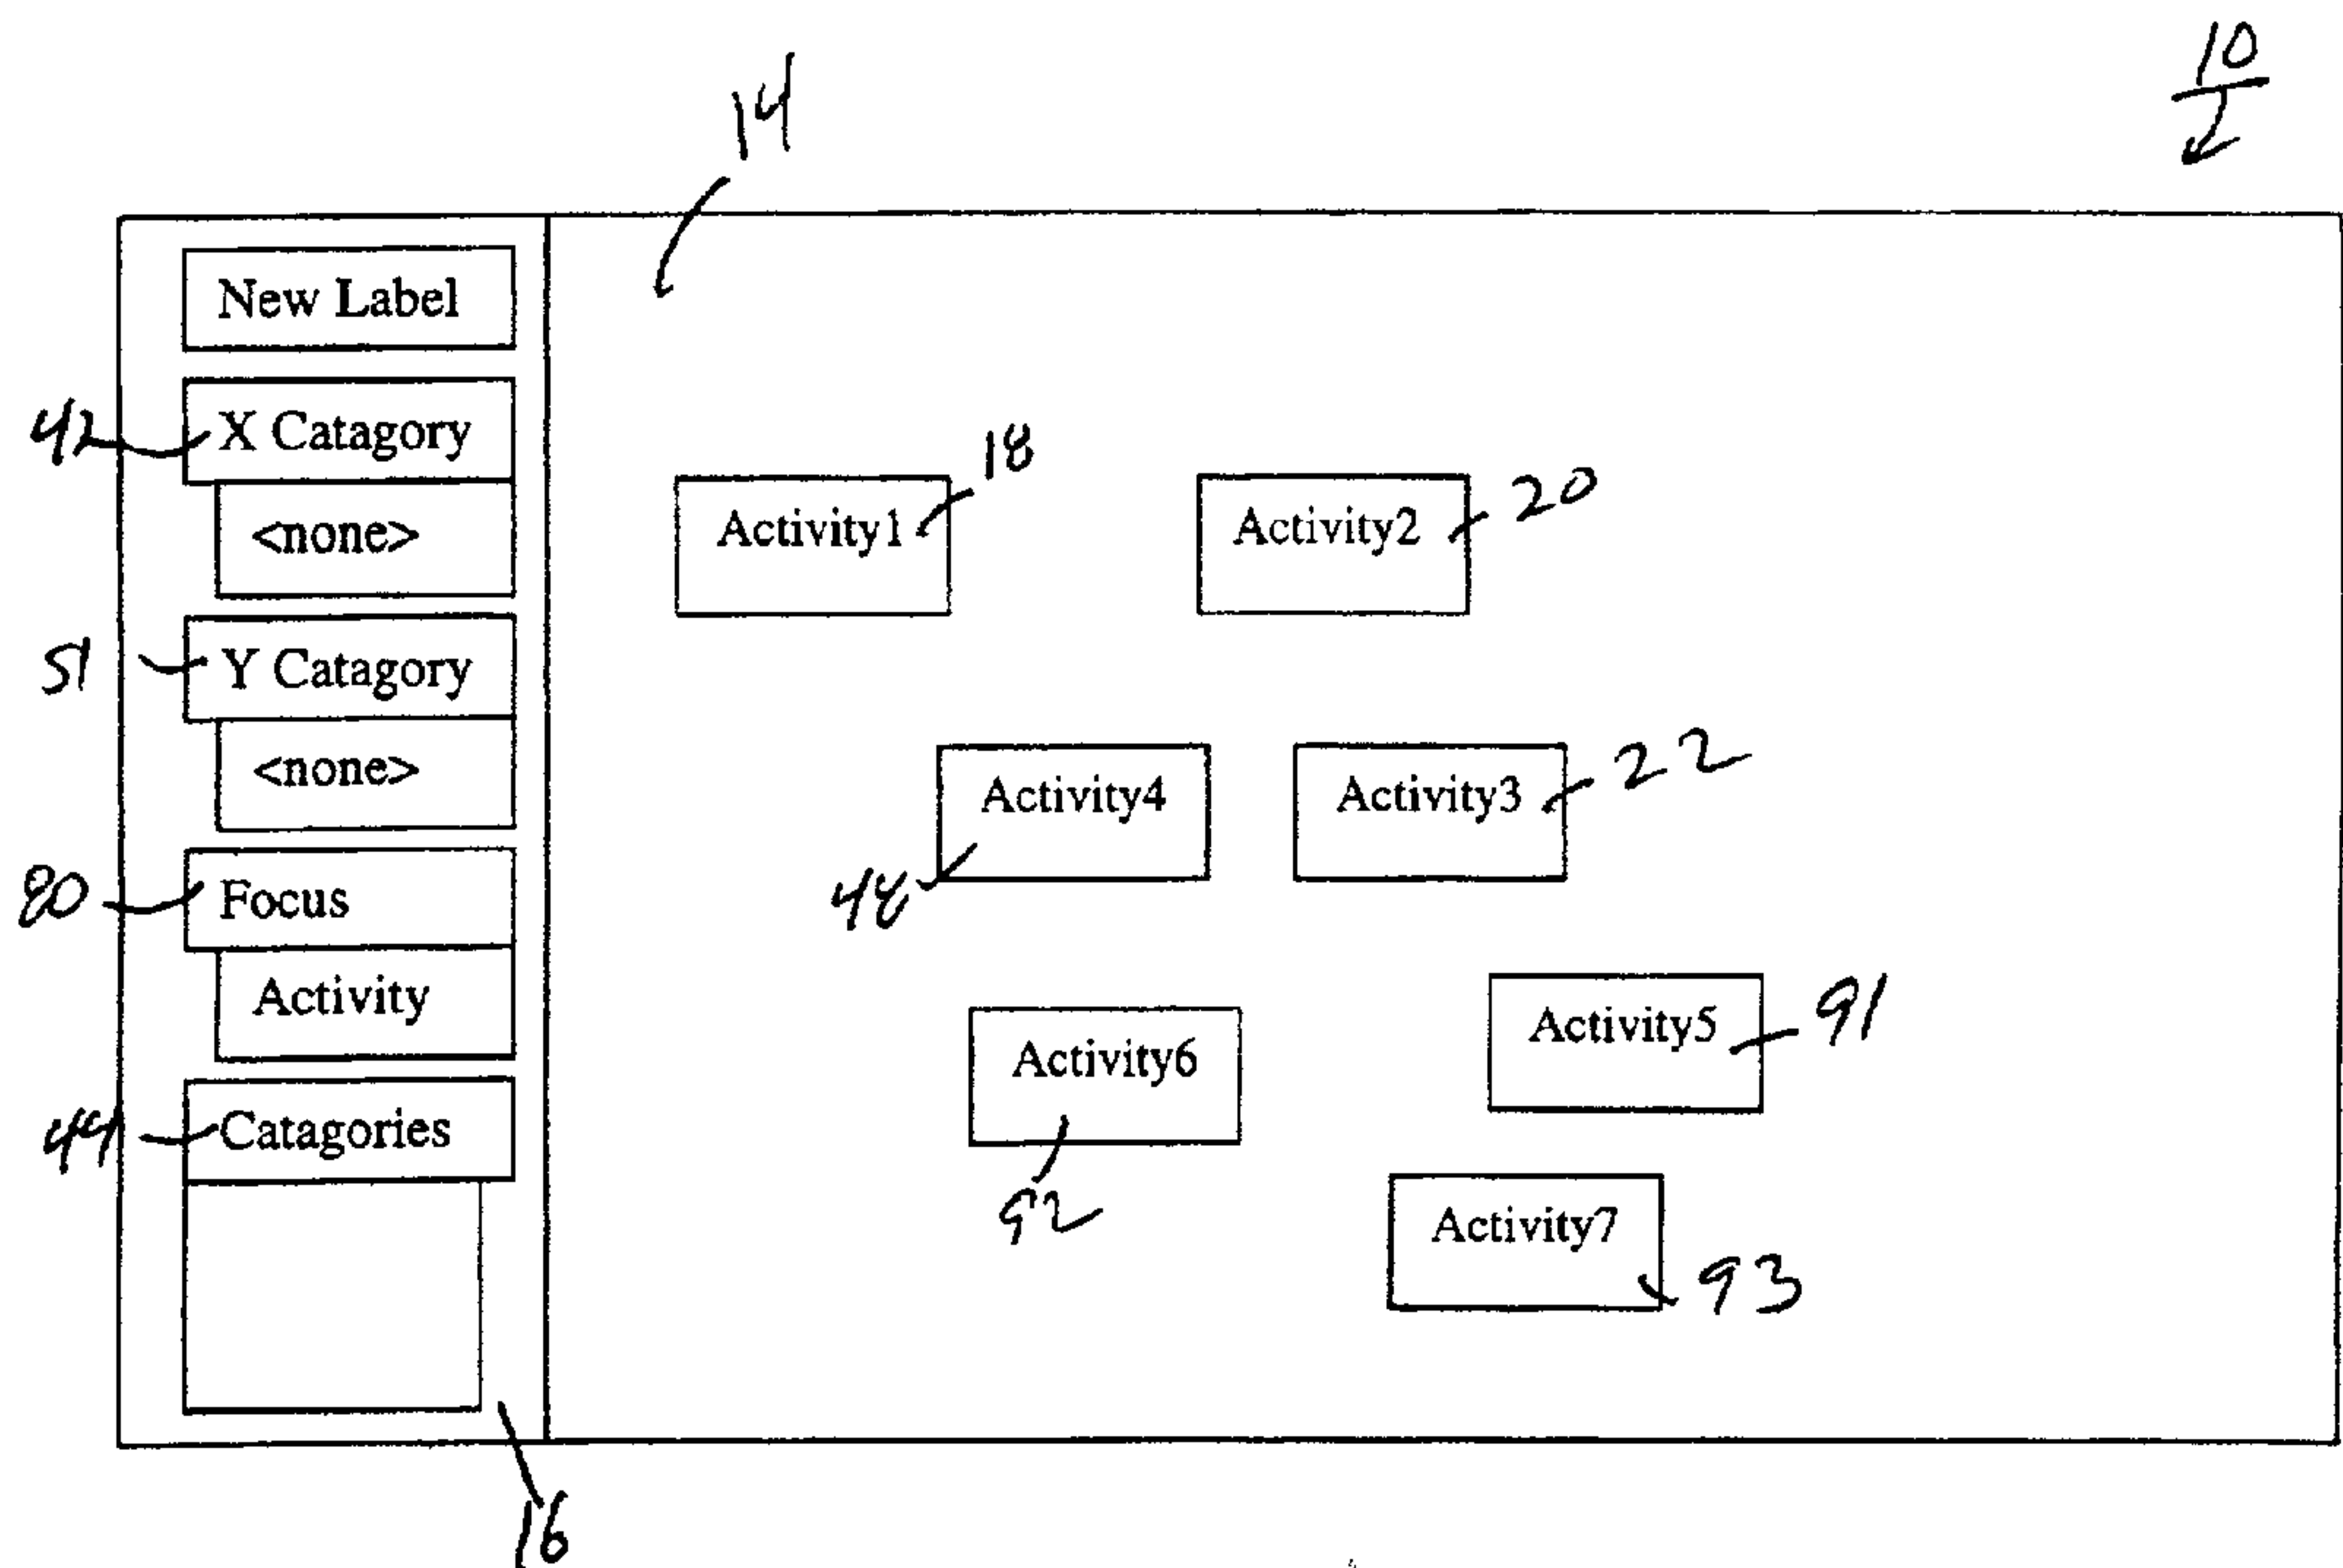 10
14
New Label
42 X Catagory
<none>
51 Y Catagory
<none>
Focus
Activity
44 Catagories
16
Activity1 18
Activity2 20
Activity4 48
Activity3 22
Activity6 92
Activity5 91
Activity7 93